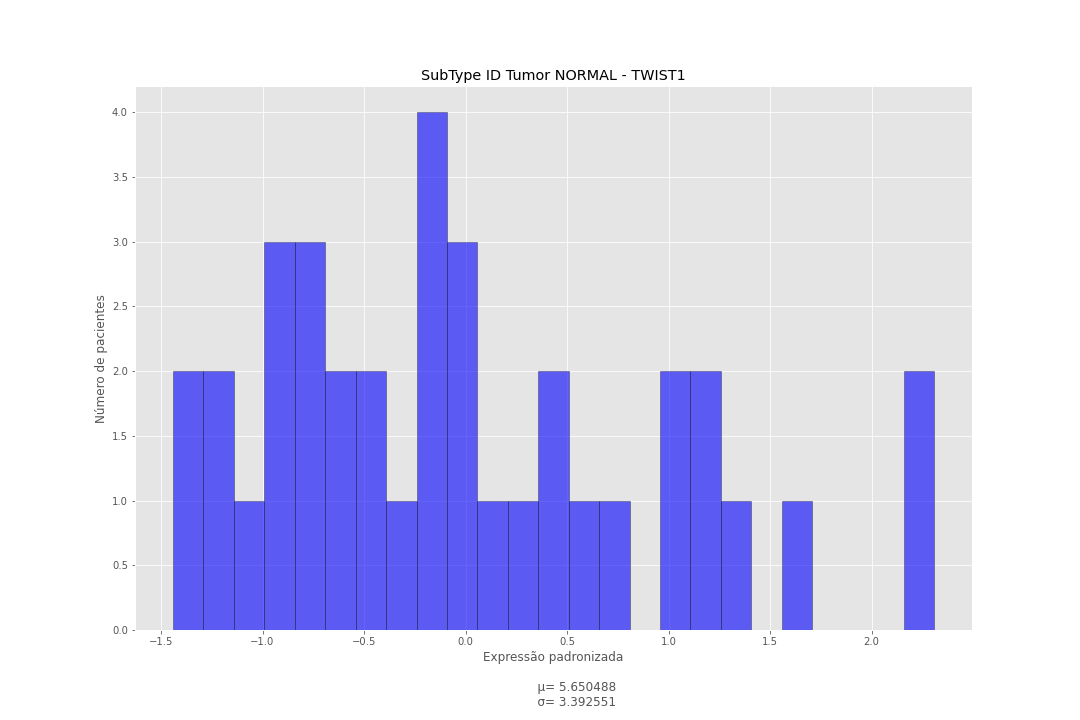 SubType ID Tumor NORMAL - TWIST1
4.0
3.5
3.0
2.5
2.0
1.5
1.0
0.5
0.0
Número de pacientes
−1.5 −1.0 −0.5 0.0 0.5 1.0 1.5 2.0
Expressão padronizada
μ= 5.650488
σ= 3.392551